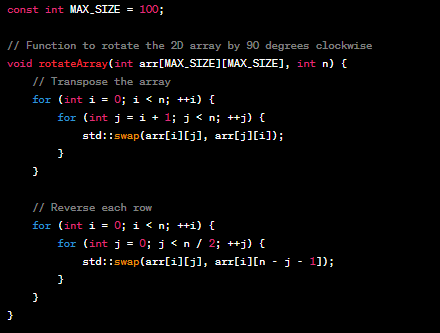 const int MAX_SIZE = 100;

// Function to rotate the 2D array by 90 degrees clockwise
void rotateArray(int arr[MAX_SIZE][MAX_SIZE], int n) {
    // Transpose the array
    for (int i = 0; i < n; ++i) {
        for (int j = i + 1; j < n; ++j) {
            std::swap(arr[i][j], arr[j][i]);
        }
    }

    // Reverse each row
    for (int i = 0; i < n; ++i) {
        for (int j = 0; j < n / 2; ++j) {
            std::swap(arr[i][j], arr[i][n - j - 1]);
        }
    }
}